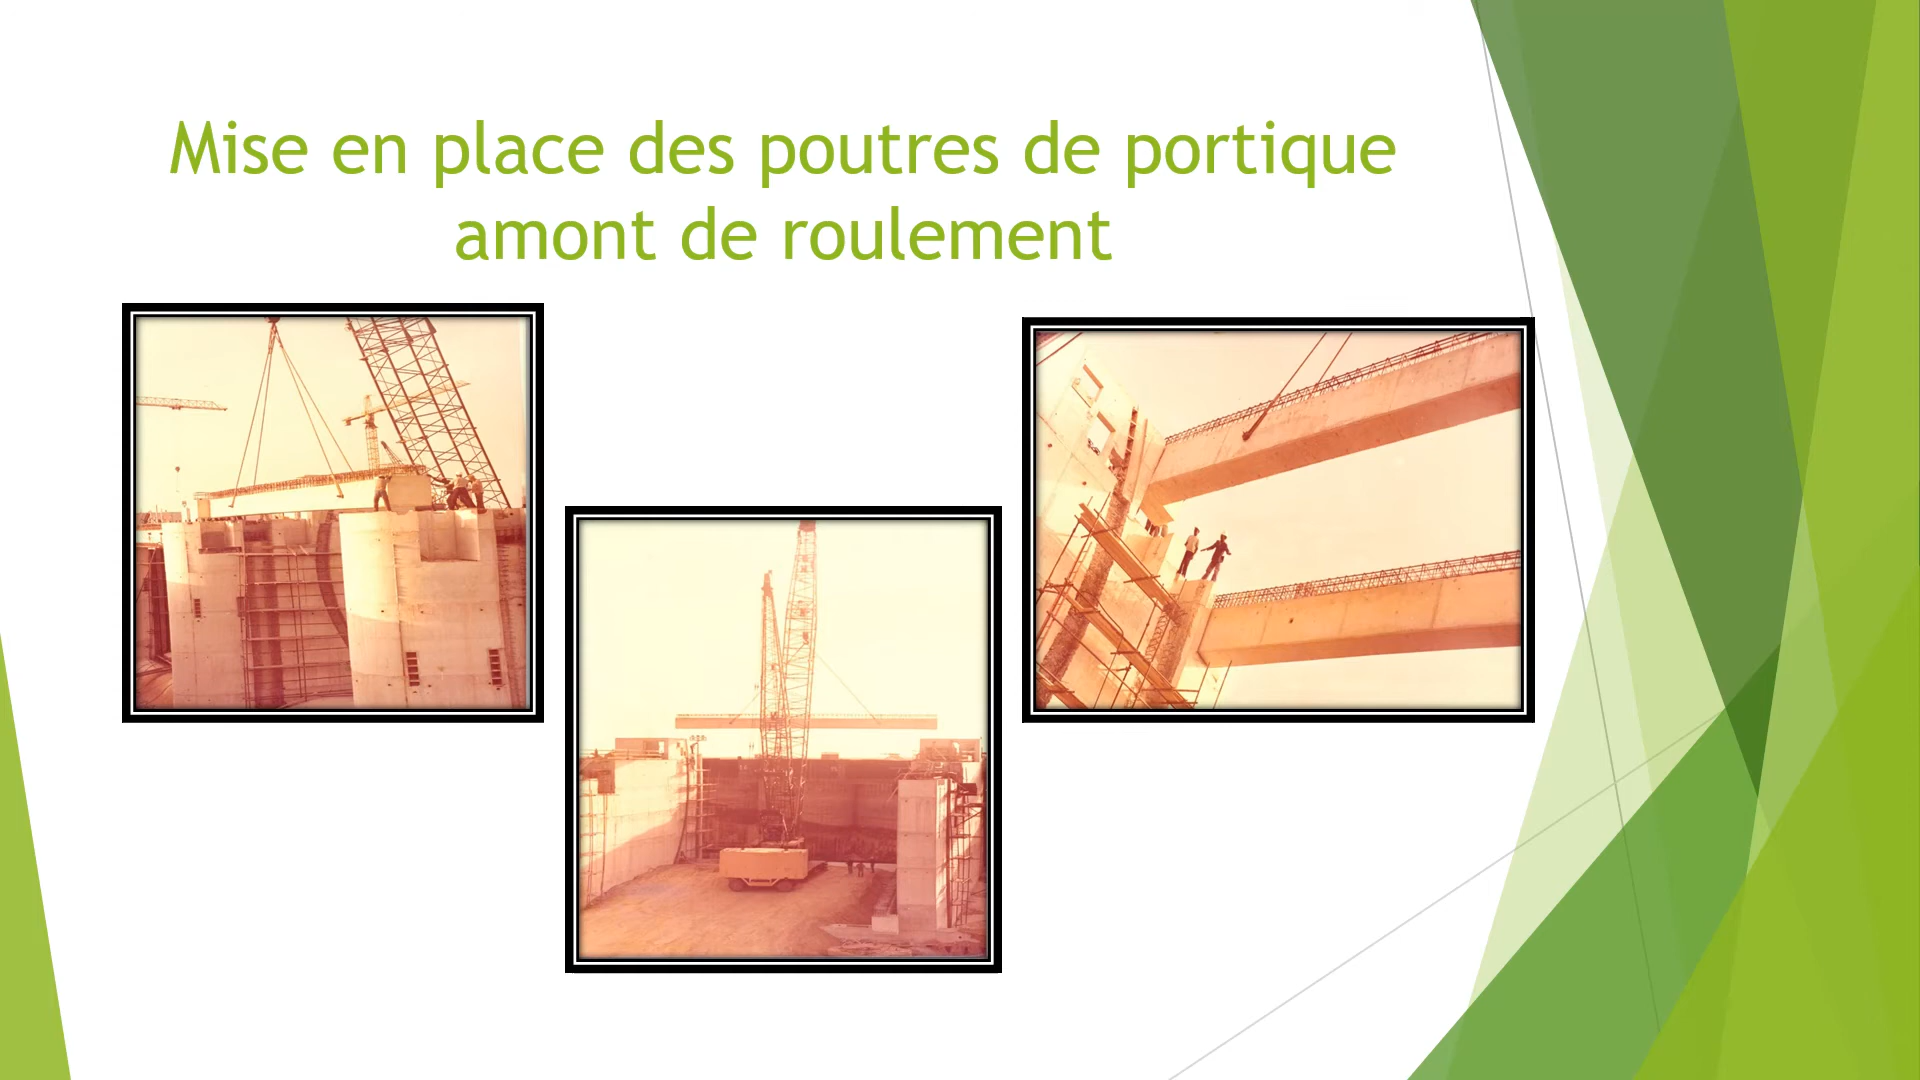 Mise en place des poutres de portique
amont de roulement